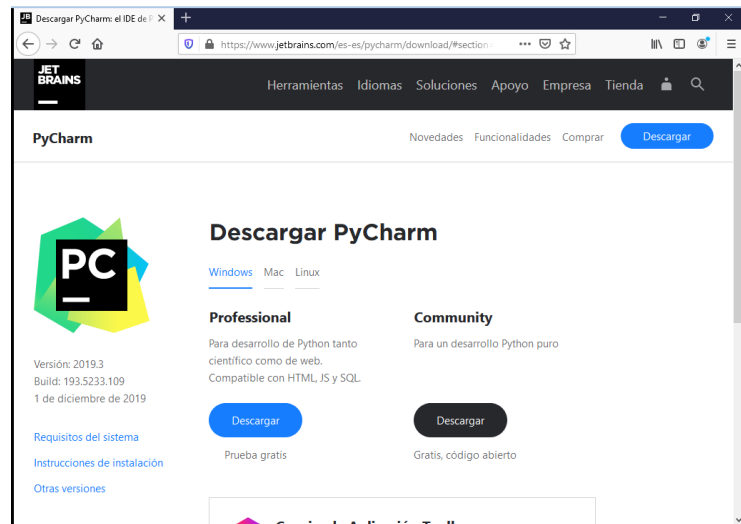 JB Descargar PyCharm: el IDE de P
https://www.jetbrains.com/es-es/pycharm/download/#section
JET
BRAINS
Herramientas Idiomas Soluciones Apoyo Empresa Tienda
PyCharm
Novedades Funcionalidades Comprar Descargar
PC
Descargar PyCharm
Windows Mac Linux
Professional
Para desarrollo de Python tanto
científico como de web.
Compatible con HTML, JS y SQL.
Descargar
Prueba gratis
Community
Para un desarrollo Python puro
Descargar
Gratis, código abierto
Versión: 2019.3
Build: 193.5233.109
1 de diciembre de 2019
Requisitos del sistema
Instrucciones de instalación
Otras versiones